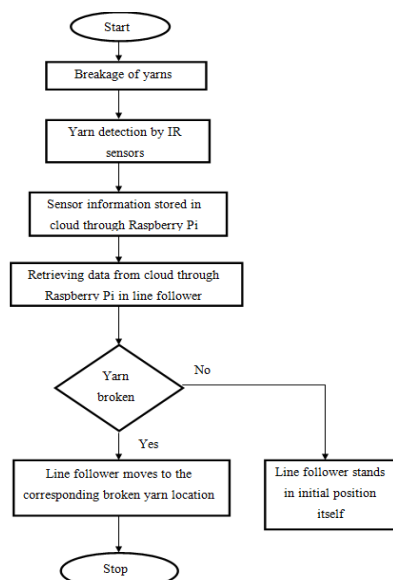 Start
Breakage of yarns
Yarn detection by IR
sensors
Sensor information stored in
cloud through Raspberry Pi
Retrieving data from cloud through
Raspberry Pi in line follower
Yarn
broken
No
Yes
Line follower moves to the
corresponding broken yarn location
Line follower stands
in initial position
itself
Stop